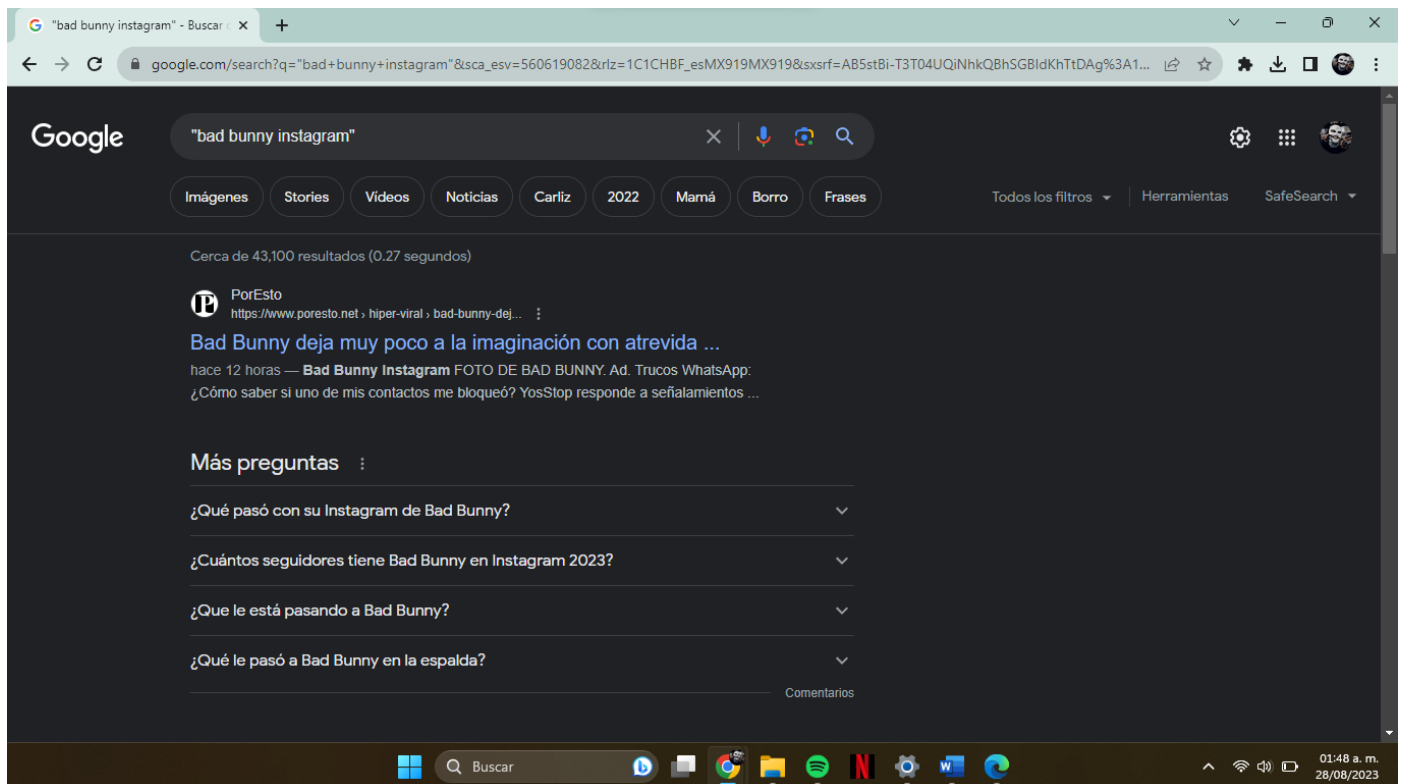 "bad bunny instagram" - Buscar c
google.com/search?q="bad+bunny+instagram"&sca_esv=560619082&rlz=1C1CHBF_esMX919MX919&sxsrf=AB5stBi-T3T04UQiNhkQBhSGBIdKhTtDAg%3A1...
Google
"bad bunny instagram"
Imágenes Stories Vídeos Noticias Carliz 2022 Mamá Borro Frases Todos los filtros Herramientas SafeSearch
Cerca de 43,100 resultados (0.27 segundos)
PorEsto
https://www.poresto.net › hiper-viral › bad-bunny-dej...
Bad Bunny deja muy poco a la imaginación con atrevida ...
hace 12 horas — Bad Bunny Instagram FOTO DE BAD BUNNY. Ad. Trucos WhatsApp:
¿Cómo saber si uno de mis contactos me bloqueó? YosStop responde a señalamientos ...
Más preguntas
¿Qué pasó con su Instagram de Bad Bunny?
¿Cuántos seguidores tiene Bad Bunny en Instagram 2023?
¿Que le está pasando a Bad Bunny?
¿Qué le pasó a Bad Bunny en la espalda?
Comentarios
Buscar
01:48 a. m.
28/08/2023